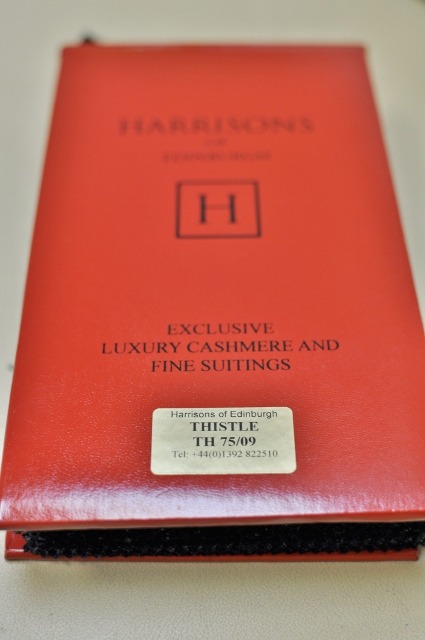 HARRISONS
OF
EDINBURGH
H
EXCLUSIVE
LUXURY CASHMERE AND
FINE SUITINGS
Harrisons of Edinburgh
THISTLE
TH 75/09
Tel: +44(0)1392 822510